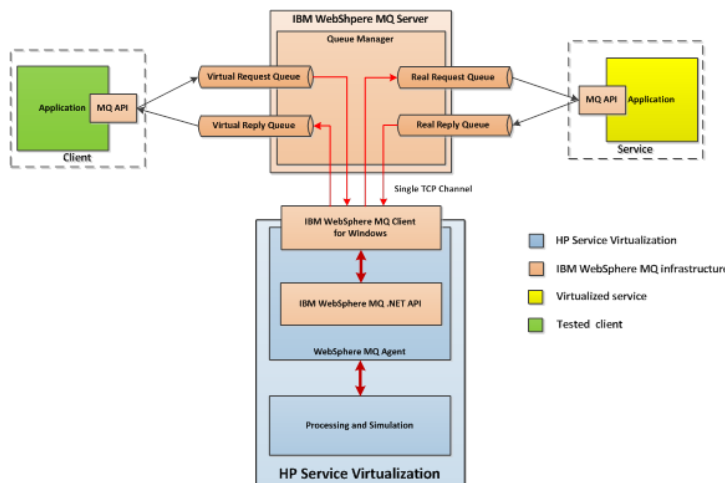 IBM WebShpere MQ Server
Queue Manager
Virtual Request Queue
Real Request Queue
Application
MQ API
MQ API
Application
Virtual Reply Queue
Real Reply Queue
Client
Service
Single TCP Channel
IBM WebSphere MQ Client
for Windows
HP Service Virtualization
IBM WebSphere MQ infrastructure
IBM WebSphere MQ .NET API
Virtualized service
Tested client
WebSphere MQ Agent
Processing and Simulation
HP Service Virtualization